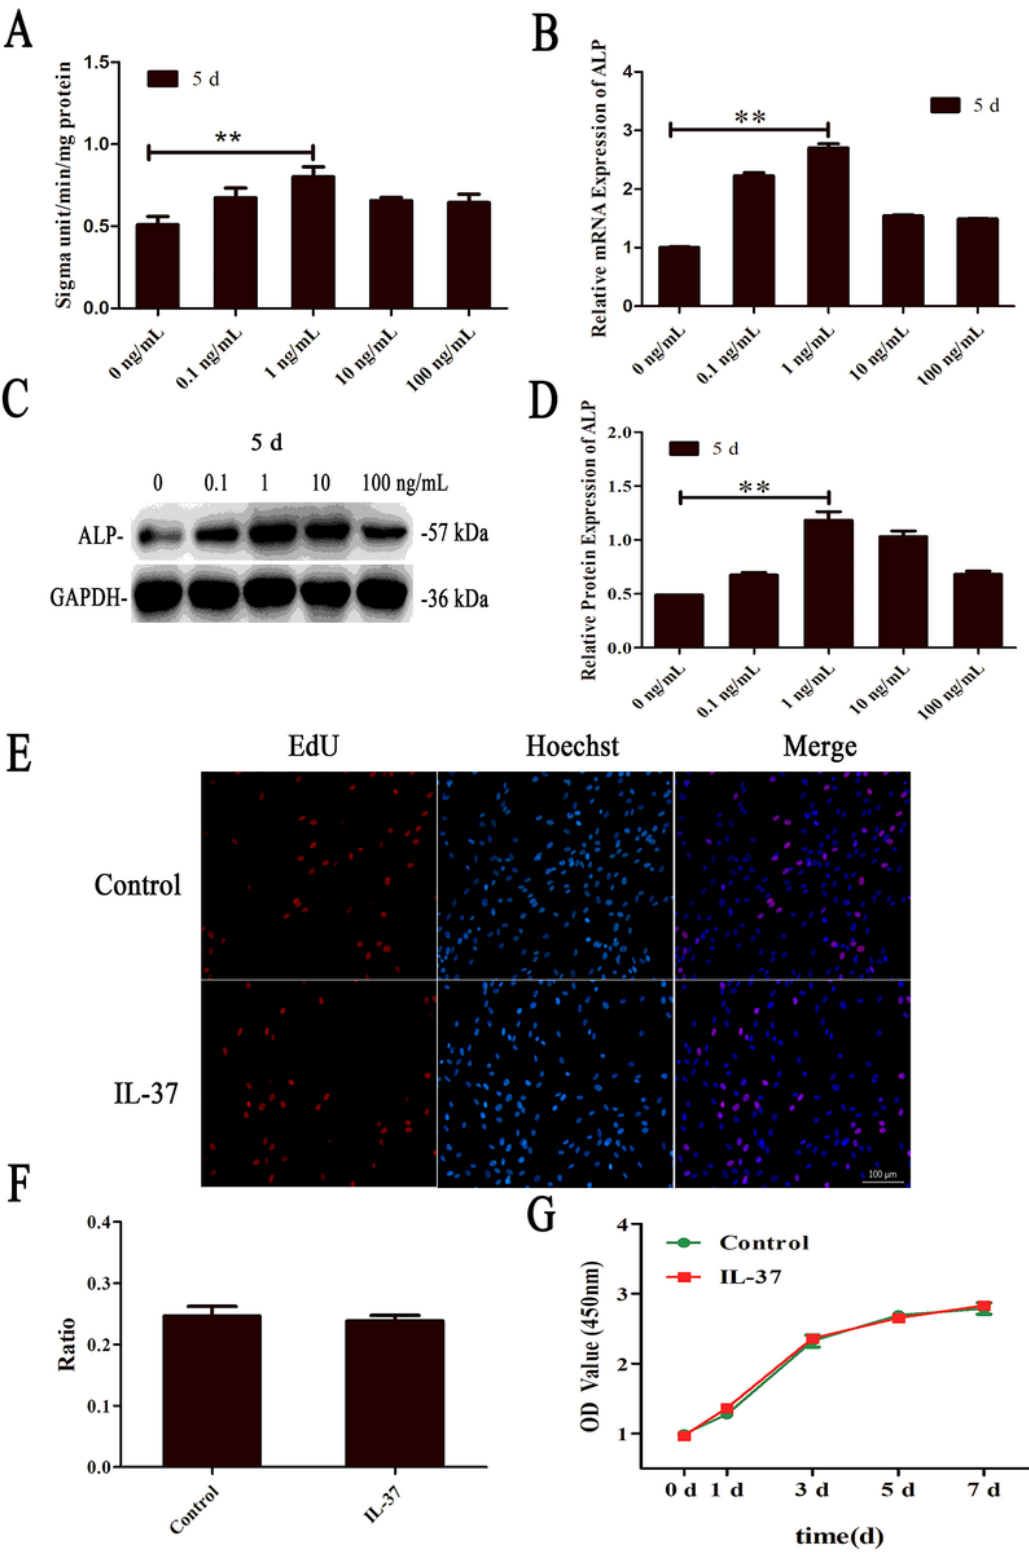 A
Sigma unit/min/mg protein
1.5
1.0
0.5
0.0
5 d
**
0 ng/mL
0.1 ng/mL
1 ng/mL
10 ng/mL
100 ng/mL
B
Relative mRNA Expression of ALP
4
3
2
1
0
5 d
**
0 ng/mL
0.1 ng/mL
1 ng/mL
10 ng/mL
100 ng/mL
C
5 d
0 0.1 1 10 100 ng/mL
ALP- -57 kDa
GAPDH- -36 kDa
D
Relative Protein Expression of ALP
2.0
1.5
1.0
0.5
0.0
5 d
**
0 ng/mL
0.1 ng/mL
1 ng/mL
10 ng/mL
100 ng/mL
E
EdU Hoechst Merge
Control
IL-37
100 μm
F
Ratio
0.4
0.3
0.2
0.1
0.0
Control
IL-37
G
OD Value (450nm)
4
3
2
1
Control
IL-37
0 d 1 d 3 d 5 d 7 d
time(d)